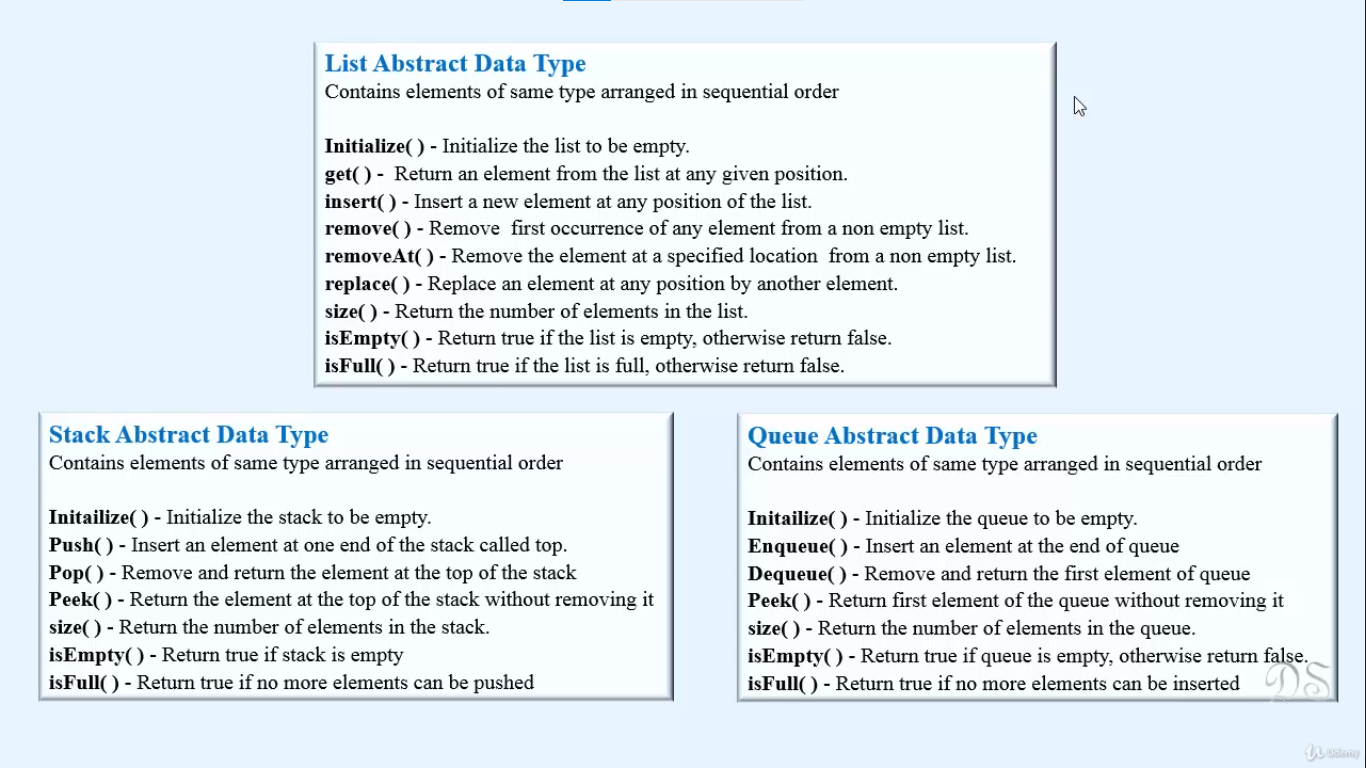 List Abstract Data Type
Contains elements of same type arranged in sequential order
Initialize( ) - Initialize the list to be empty.
get( ) - Return an element from the list at any given position.
insert( ) - Insert a new element at any position of the list.
remove( ) - Remove first occurrence of any element from a non empty list.
removeAt( ) - Remove the element at a specified location from a non empty list.
replace( ) - Replace an element at any position by another element.
size( ) - Return the number of elements in the list.
isEmpty( ) - Return true if the list is empty, otherwise return false.
isFull( ) - Return true if the list is full, otherwise return false.
Stack Abstract Data Type
Contains elements of same type arranged in sequential order
Initailize( ) - Initialize the stack to be empty.
Push( ) - Insert an element at one end of the stack called top.
Pop( ) - Remove and return the element at the top of the stack
Peek( ) - Return the element at the top of the stack without removing it
size( ) - Return the number of elements in the stack.
isEmpty( ) - Return true if stack is empty
isFull( ) - Return true if no more elements can be pushed
Queue Abstract Data Type
Contains elements of same type arranged in sequential order
Initailize( ) - Initialize the queue to be empty.
Enqueue( ) - Insert an element at the end of queue
Dequeue( ) - Remove and return the first element of queue
Peek( ) - Return first element of the queue without removing it
size( ) - Return the number of elements in the queue.
isEmpty( ) - Return true if queue is empty, otherwise return false.
isFull( ) - Return true if no more elements can be inserted
DS
Udemy